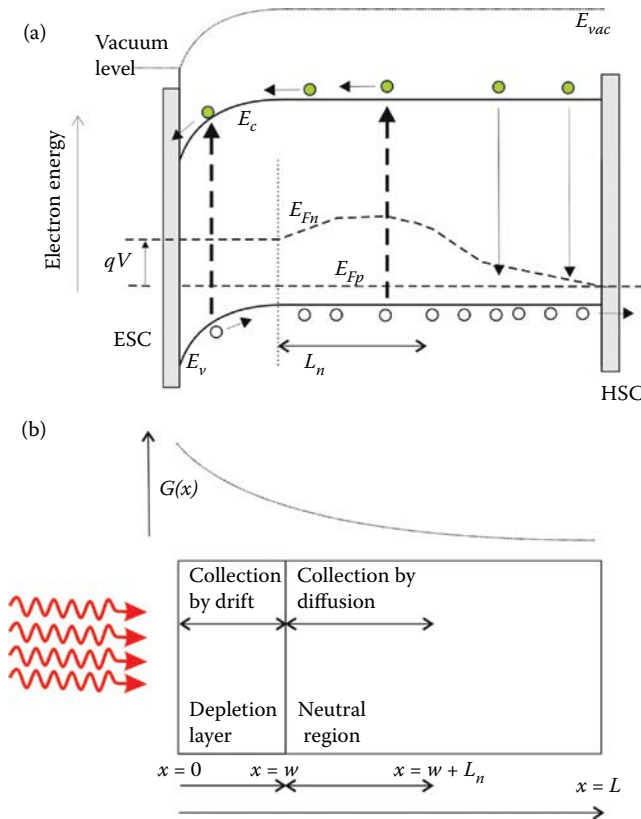 (a)
E_vac
Vacuum
level
E_c
Electron energy
E_Fn
qV
E_Fp
ESC
E_v
L_n
HSC
(b)
G(x)
Collection
by drift
Collection by
diffusion
Depletion
layer
Neutral
region
x = 0
x = w
x = w + L_n
x = L